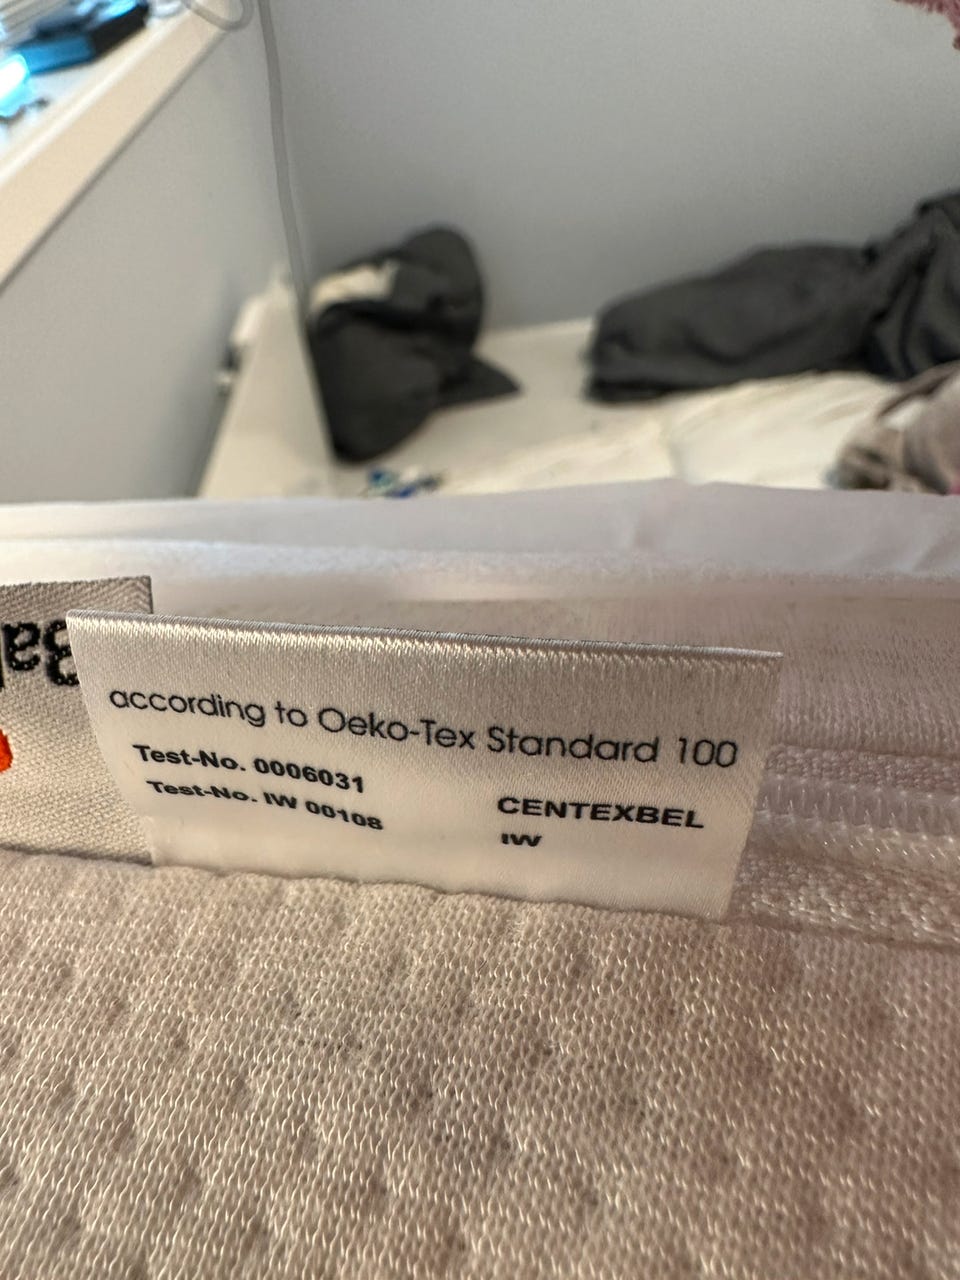 according to Oeko-Tex Standard 100
Test-No. 0006031
Test-No. IW 00108
CENTEXBEL
IW